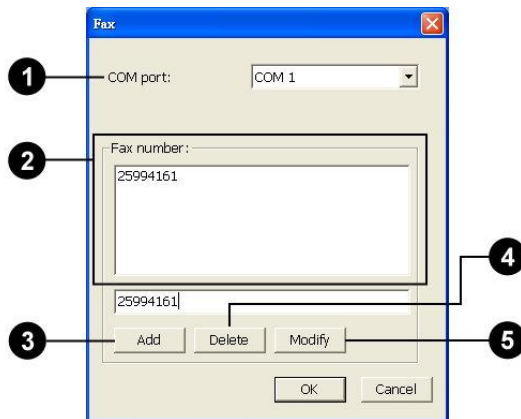 Fax
1
COM port:
COM 1
2
Fax number:
25994161
4
25994161
3
Add
Delete
Modify
5
OK
Cancel